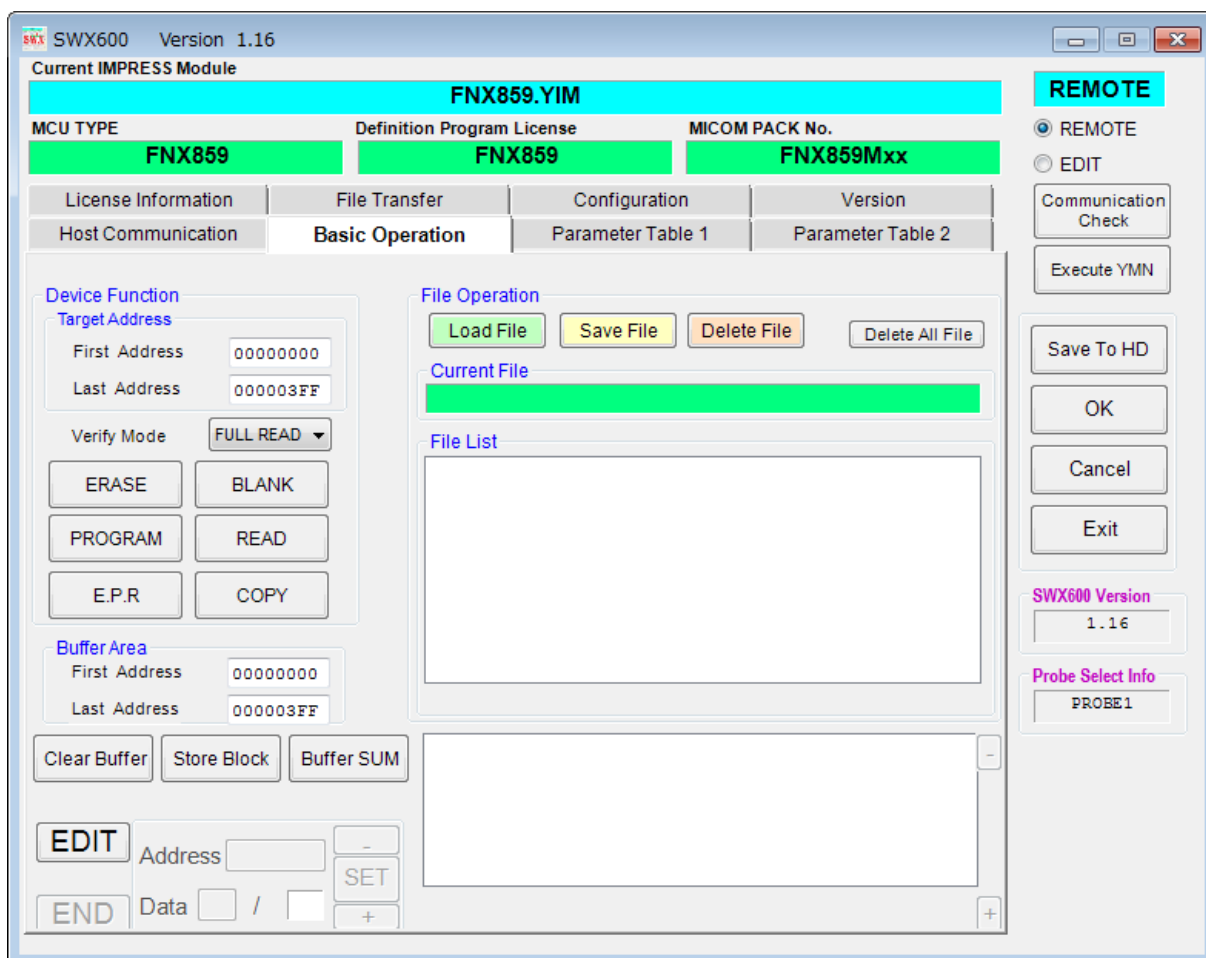 SWX600 Version 1.16
Current IMPRESS Module
FNX859.YIM
MCU TYPE
Definition Program License
MICOM PACK No.
FNX859
FNX859
FNX859Mxx
License Information
File Transfer
Configuration
Version
Host Communication
Basic Operation
Parameter Table 1
Parameter Table 2
Device Function
Target Address
First Address 00000000
Last Address 000003FF
Verify Mode FULL READ
ERASE
BLANK
PROGRAM
READ
E.P.R
COPY
Buffer Area
First Address 00000000
Last Address 000003FF
Clear Buffer
Store Block
Buffer SUM
EDIT
Address
-
SET
END
Data /
+
File Operation
Load File
Save File
Delete File
Delete All File
Current File
File List
-
+
REMOTE
REMOTE
EDIT
Communication
Check
Execute YMN
Save To HD
OK
Cancel
Exit
SWX600 Version
1.16
Probe Select Info
PROBE1